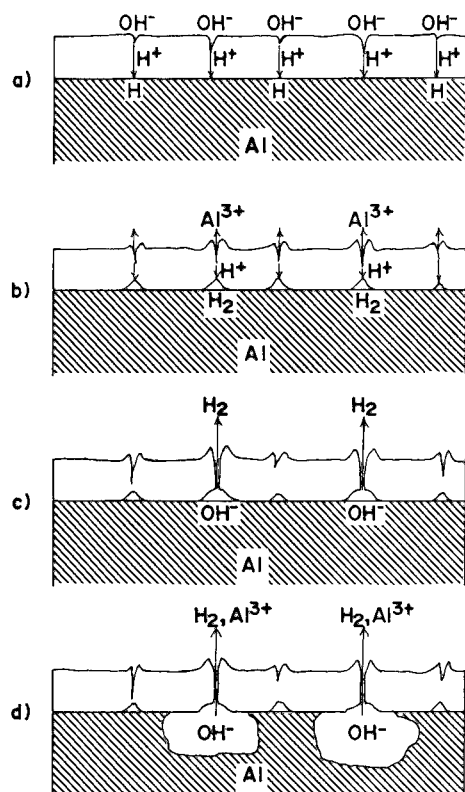 OH⁻ OH⁻ OH⁻ OH⁻ OH⁻
H⁺ H⁺ H⁺ H⁺ H⁺
a)
H H H
Al
Al³⁺ Al³⁺
H⁺ H⁺
b)
H₂ H₂
Al
H₂ H₂
c)
OH⁻ OH⁻
Al
H₂, Al³⁺ H₂, Al³⁺
d)
OH⁻ OH⁻
Al